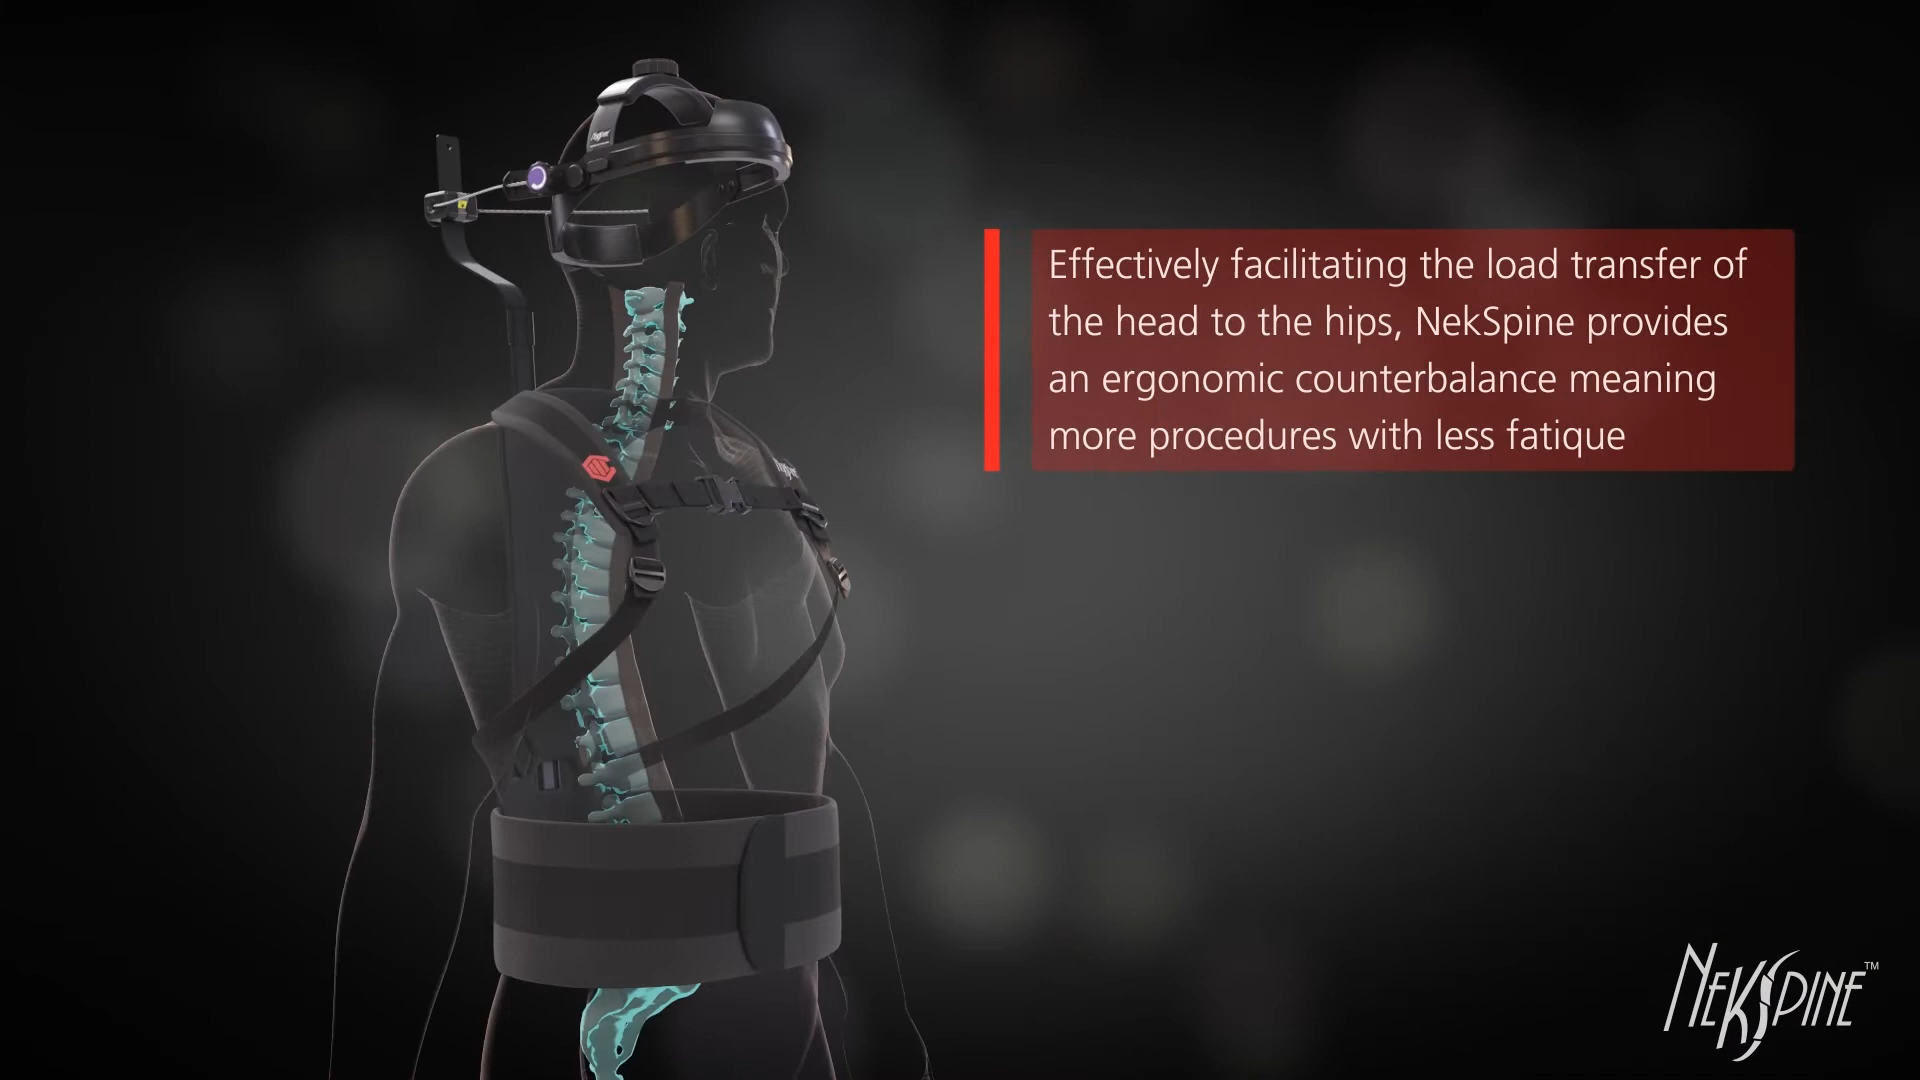 Effectively facilitating the load transfer of
the head to the hips, NekSpine provides
an ergonomic counterbalance meaning
more procedures with less fatique
NEKSPINE™